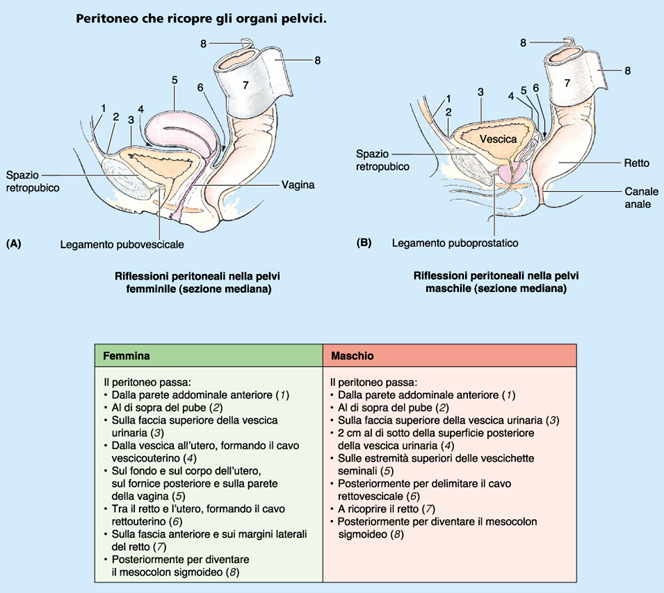 Peritoneo che ricopre gli organi pelvici.
8
8
5
6
7
1
2
3
4
Spazio
retropubico
Vagina
(A)
Legamento pubovescicale
Riflessioni peritoneali nella pelvi
femminile (sezione mediana)
8
8
7
1
2
3
4
5
6
Vescica
Spazio
retropubico
Retto
Canale
anale
(B)
Legamento puboprostatico
Riflessioni peritoneali nella pelvi
maschile (sezione mediana)
Femmina
Il peritoneo passa:
• Dalla parete addominale anteriore (1)
• Al di sopra del pube (2)
• Sulla faccia superiore della vescica
urinaria (3)
• Dalla vescica all'utero, formando il cavo
vescicouterino (4)
• Sul fondo e sul corpo dell'utero,
sul fornice posteriore e sulla parete
della vagina (5)
• Tra il retto e l'utero, formando il cavo
rettouterino (6)
• Sulla fascia anteriore e sui margini laterali
del retto (7)
• Posteriormente per diventare
il mesocolon sigmoideo (8)
Maschio
Il peritoneo passa:
• Dalla parete addominale anteriore (1)
• Al di sopra del pube (2)
• Sulla faccia superiore della vescica urinaria (3)
• 2 cm al di sotto della superficie posteriore
della vescica urinaria (4)
• Sulle estremità superiori delle vescichette
seminali (5)
• Posteriormente per delimitare il cavo
rettovescicale (6)
• A ricoprire il retto (7)
• Posteriormente per diventare il mesocolon
sigmoideo (8)